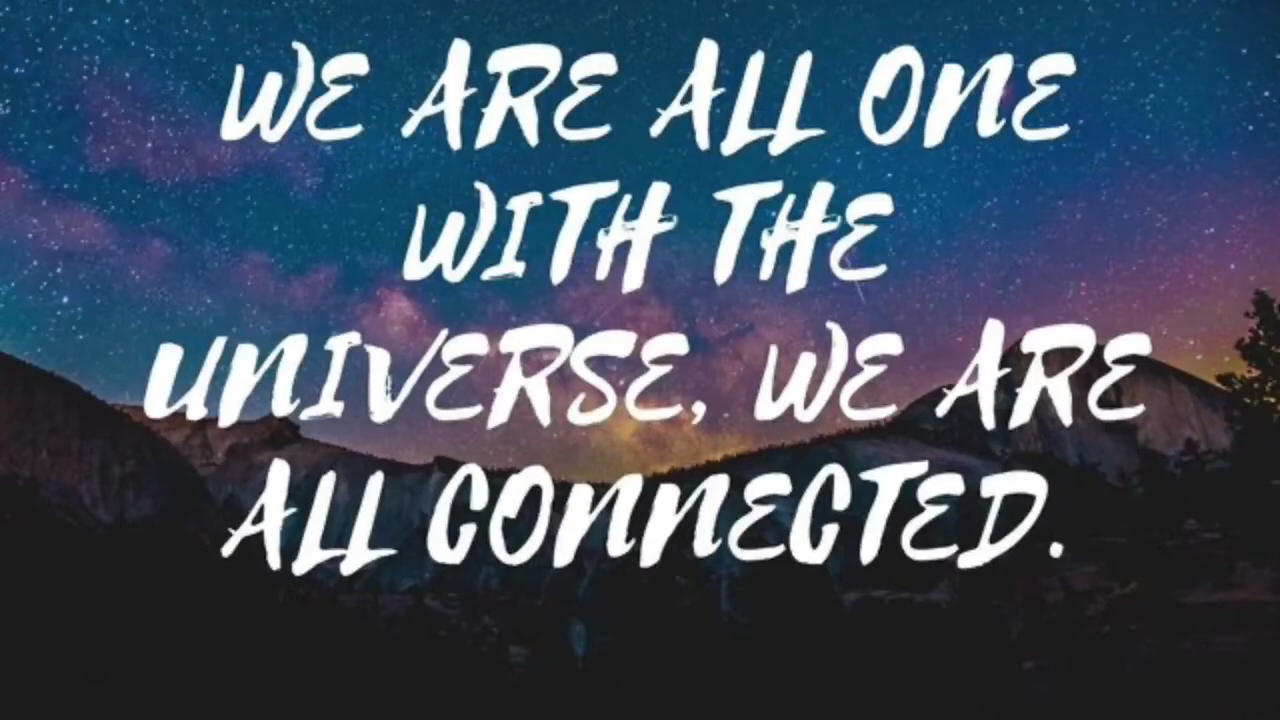 WE ARE ALL ONE
WITH THE
UNIVERSE, WE ARE
ALL CONNECTED.